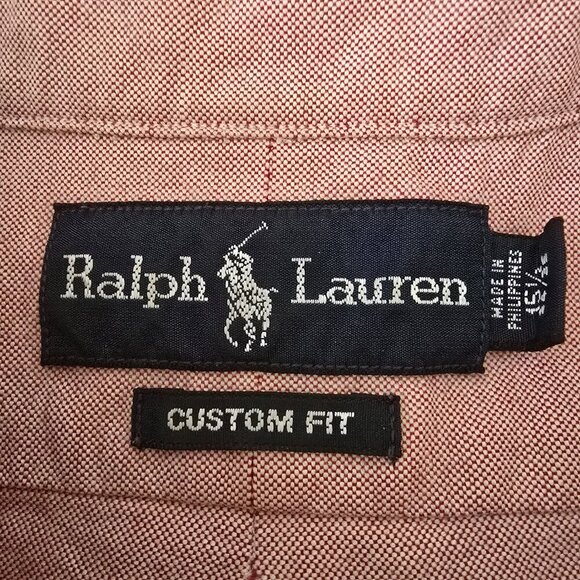 Ralph Lauren
MADE IN
PHILIPPINES
CUSTOM FIT